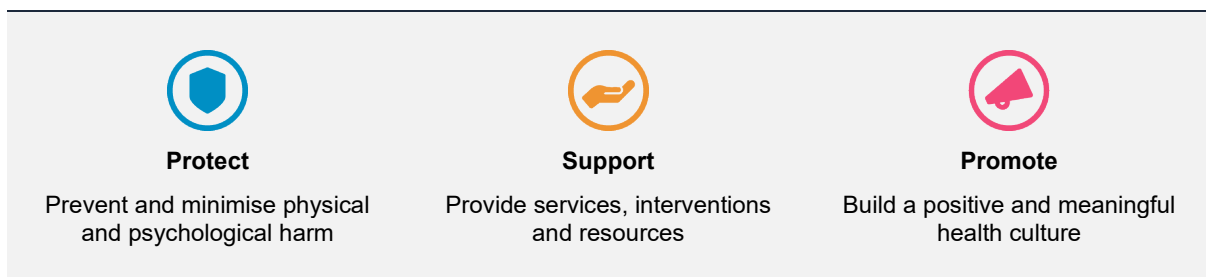 Protect
Prevent and minimise physical
and psychological harm
Support
Provide services, interventions
and resources
Promote
Build a positive and meaningful
health culture